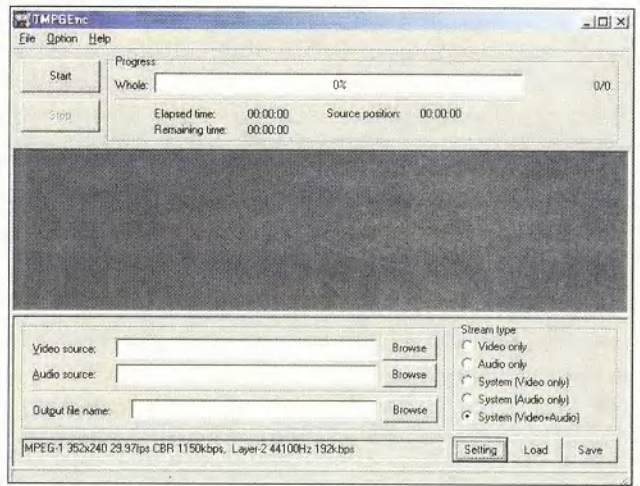 TMPGEnc
File Option Help
Progress
Start
Whole: 0% 0/0
Stop
Elapsed time: 00:00:00 Source position: 00:00:00
Remaining time: 00:00:00
Stream type
Video source: Browse
Video only
Audio only
Audio source: Browse
System (Video only)
System (Audio only)
Output file name: Browse
System (Video+Audio)
MPEG-1 352x240 29.97fps CBR 1150kbps, Layer-2 44100Hz 192kbps
Setting Load Save